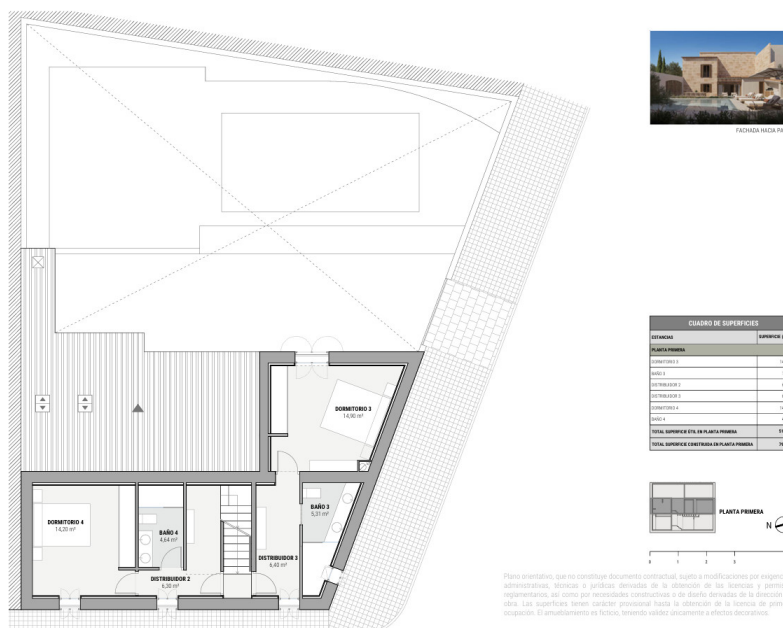 FACHADA HACIA PA
CUADRO DE SUPERFICIES
ESTANCIAS SUPERFICIE
PLANTA PRIMERA
DORMITORIO 3
BAÑO 3
DISTRIBUIDOR 2
DISTRIBUIDOR 3
DORMITORIO 4
BAÑO 4
TOTAL SUPERFICIE ÚTIL EN PLANTA PRIMERA
TOTAL SUPERFICIE CONSTRUIDA EN PLANTA PRIMERA
DORMITORIO 3
14,90 m²
BAÑO 3
5,31 m²
DORMITORIO 4
14,20 m²
BAÑO 4
4,64 m²
DISTRIBUIDOR 3
6,40 m²
DISTRIBUIDOR 2
6,30 m²
PLANTA PRIMERA
N
0 1 2 3
Plano orientativo, que no constituye documento contractual, sujeto a modificaciones por exigenc
administrativas, técnicas o jurídicas derivadas de la obtención de las licencias y permi
reglamentarios, así como por necesidades constructivas o de diseño derivadas de la dirección
obra. Las superficies tienen carácter provisional hasta la obtención de la licencia de prim
ocupación. El amueblamiento es ficticio, teniendo validez únicamente a efectos decorativos.